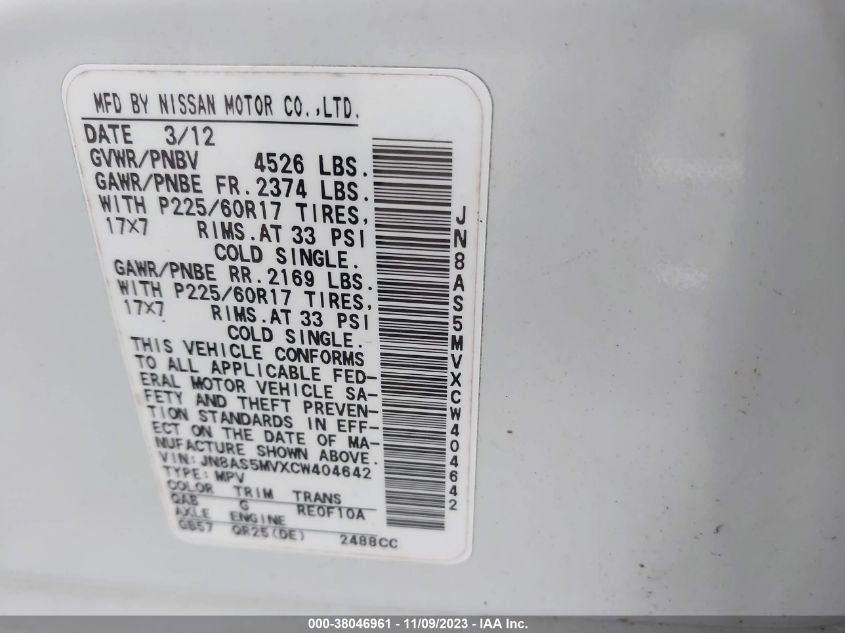 MFD BY NISSAN MOTOR CO.,LTD.
DATE 3/12
GVWR/PNBV 4526 LBS.
GAWR/PNBE FR.2374 LBS.
WITH P225/60R17 TIRES,
17X7 RIMS.AT 33 PSI
COLD SINGLE.
GAWR/PNBE RR.2169 LBS.
WITH P225/60R17 TIRES,
17X7 RIMS.AT 33 PSI
COLD SINGLE.
THIS VEHICLE CONFORMS
TO ALL APPLICABLE FED-
ERAL MOTOR VEHICLE SA-
FETY AND THEFT PREVEN-
TION STANDARDS IN EFF-
ECT ON THE DATE OF MA-
NUFACTURE SHOWN ABOVE.
VIN:JN8AS5MVXCW404642
TYPE:MPV
COLOR TRIM TRANS
QAB G RE0F10A
AXLE ENGINE
GB57 QR25(DE) 2488CC
JN8AS5MVXCW404642
000-38046961 - 11/09/2023 - © IAA, Inc.